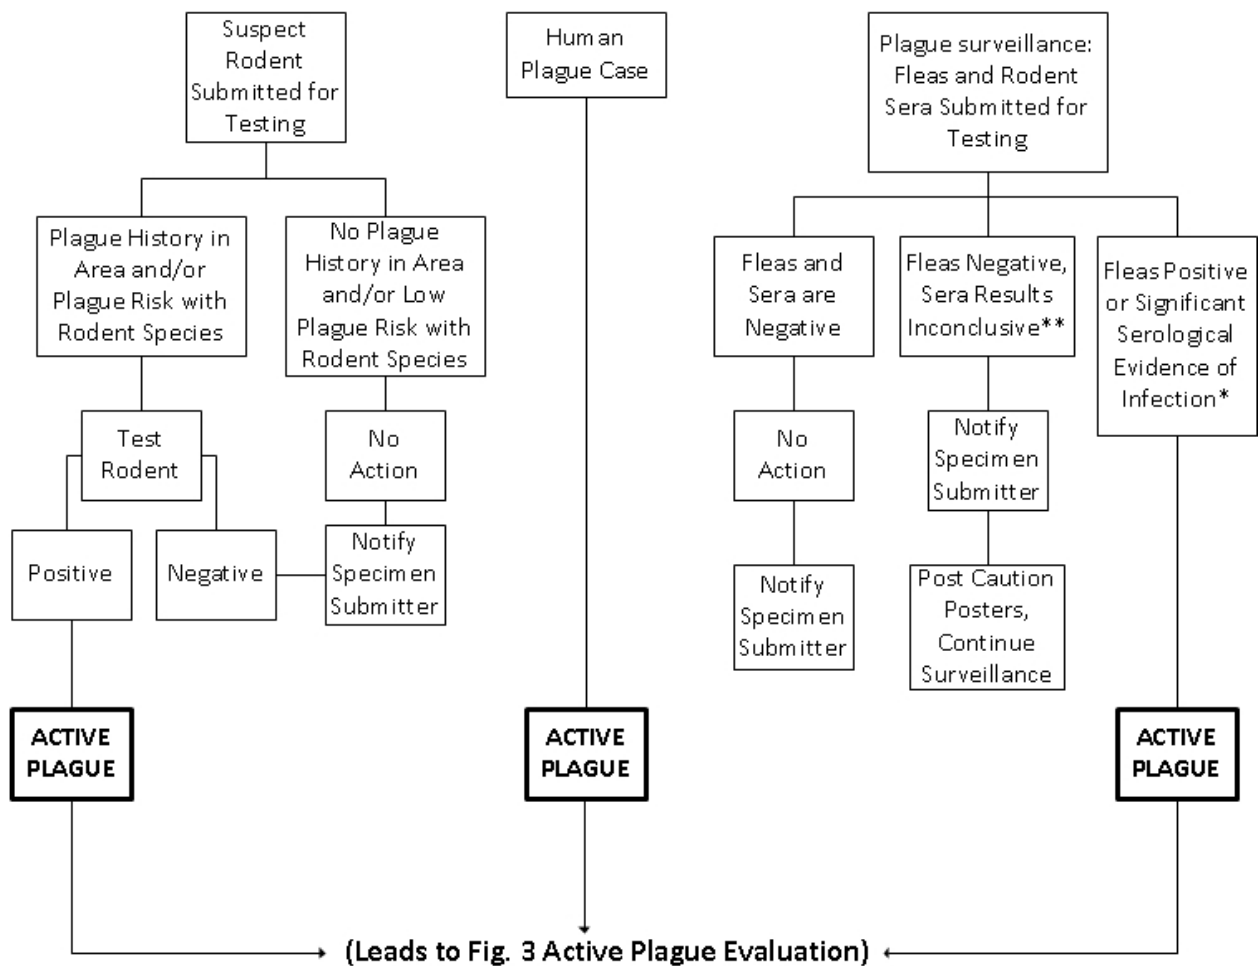 Suspect
Rodent
Submitted for
Testing
Human
Plague Case
Plague surveillance:
Fleas and Rodent
Sera Submitted for
Testing
Plague History in
Area and/or
Plague Risk with
Rodent Species
No Plague
History in Area
and/or Low
Plague Risk with
Rodent Species
Fleas and
Sera are
Negative
Fleas Negative,
Sera Results
Inconclusive**
Fleas Positive
or Significant
Serological
Evidence of
Infection*
Test
Rodent
No
Action
No
Action
Notify
Specimen
Submitter
Positive
Negative
Notify
Specimen
Submitter
Notify
Specimen
Submitter
Post Caution
Posters,
Continue
Surveillance
ACTIVE
PLAGUE
ACTIVE
PLAGUE
ACTIVE
PLAGUE
(Leads to Fig. 3 Active Plague Evaluation)